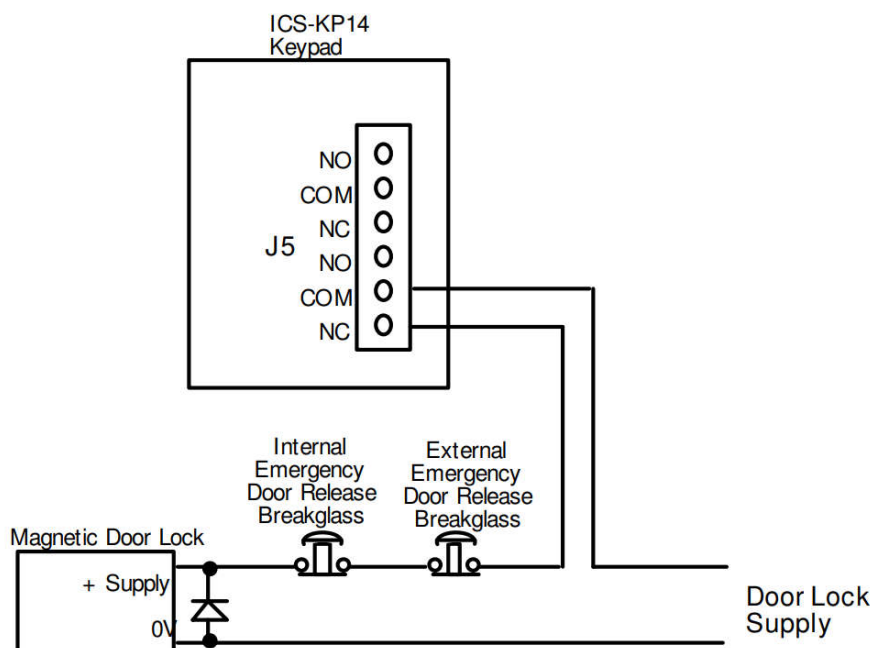 ICS-KP14
Keypad
NO
COM
NC
J5
NO
COM
NC
Internal
Emergency
Door Release
Breakglass
External
Emergency
Door Release
Breakglass
Magnetic Door Lock
+ Supply
0V
Door Lock
Supply